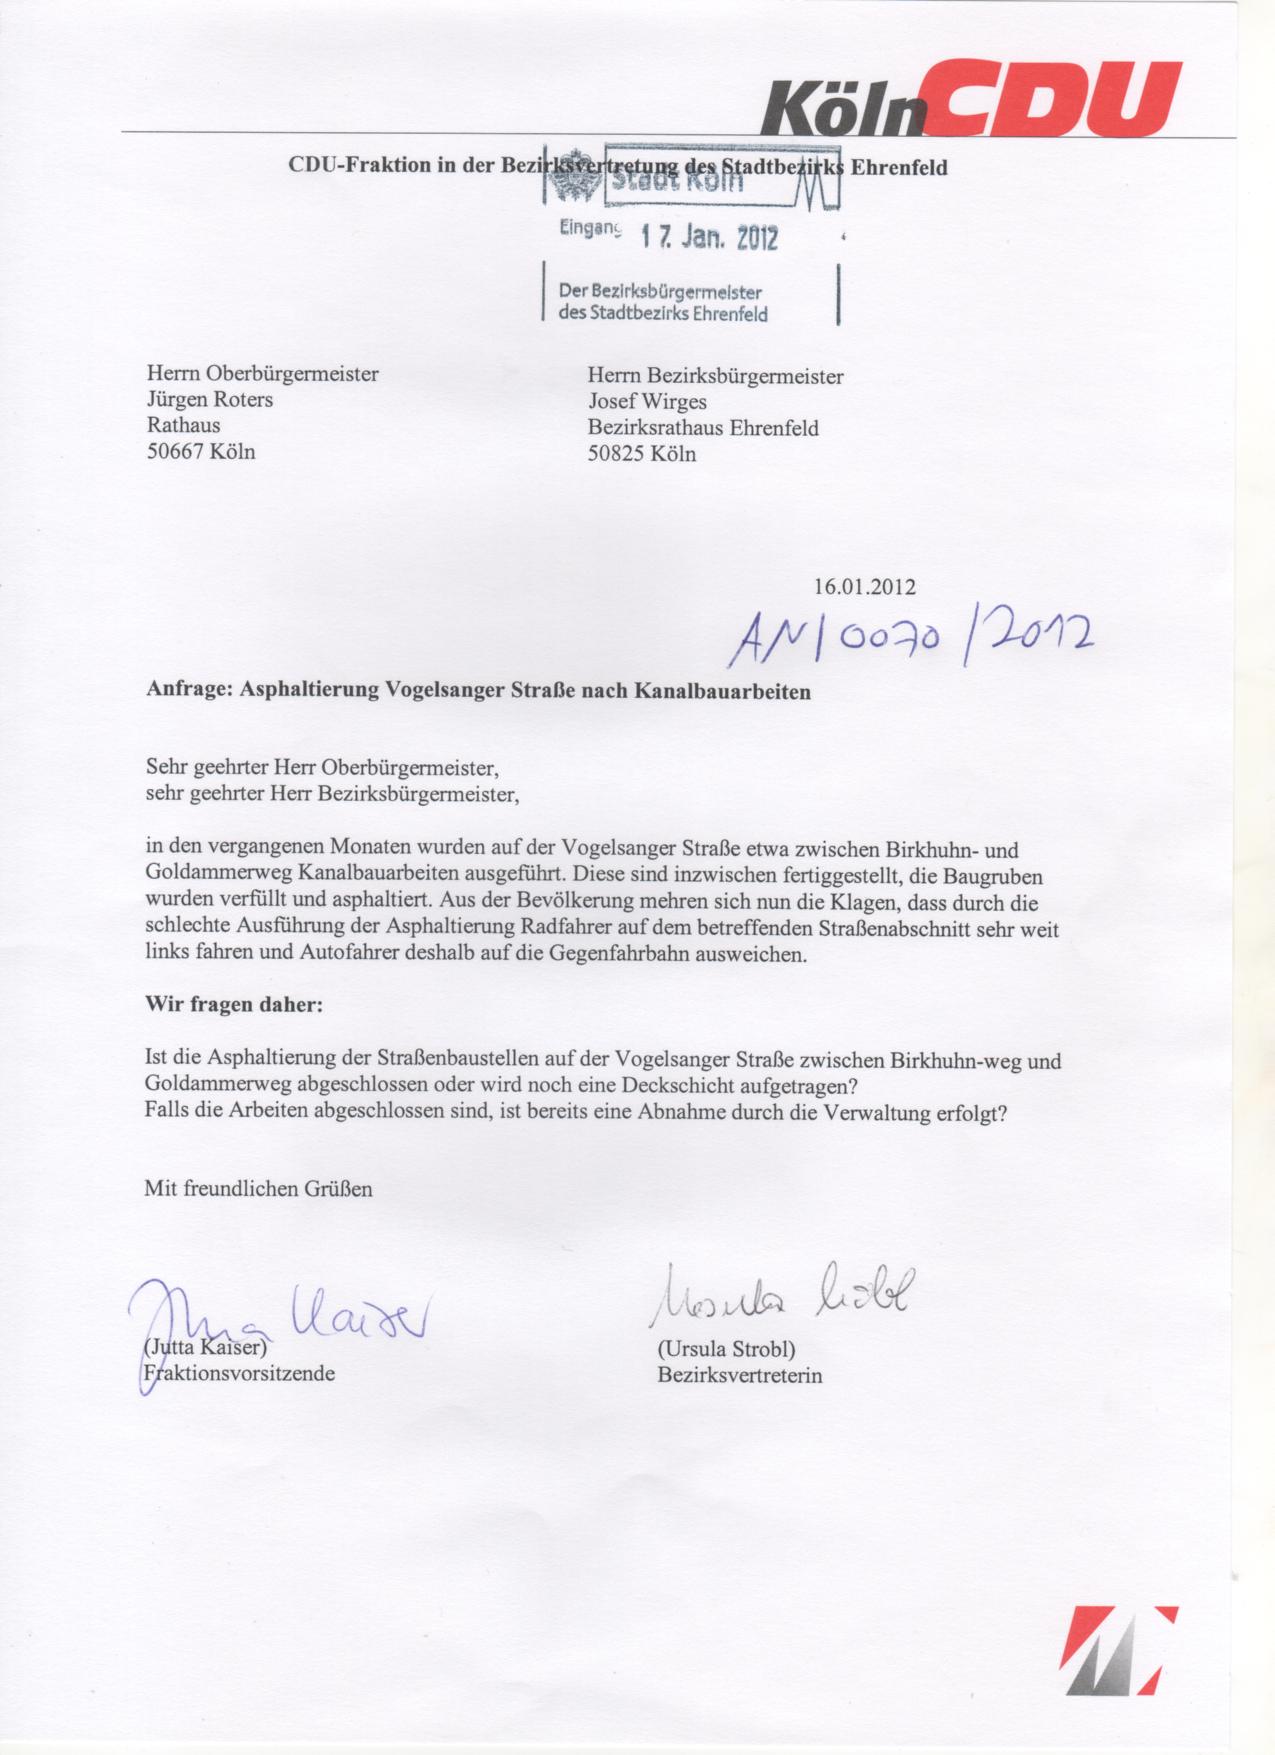 KölnCDU
CDU-Fraktion in der Bezirksvertretung des Stadtbezirks Ehrenfeld
Stadt Köln
Eingang 17. Jan. 2012
Der Bezirksbürgermeister
des Stadtbezirks Ehrenfeld
Herrn Oberbürgermeister
Jürgen Roters
Rathaus
50667 Köln
Herrn Bezirksbürgermeister
Josef Wirges
Bezirksrathaus Ehrenfeld
50825 Köln
16.01.2012
AN/0070/2012
Anfrage: Asphaltierung Vogelsanger Straße nach Kanalbauarbeiten
Sehr geehrter Herr Oberbürgermeister,
sehr geehrter Herr Bezirksbürgermeister,
in den vergangenen Monaten wurden auf der Vogelsanger Straße etwa zwischen Birkhuhn- und
Goldammerweg Kanalbauarbeiten ausgeführt. Diese sind inzwischen fertiggestellt, die Baugruben
wurden verfüllt und asphaltiert. Aus der Bevölkerung mehren sich nun die Klagen, dass durch die
schlechte Ausführung der Asphaltierung Radfahrer auf dem betreffenden Straßenabschnitt sehr weit
links fahren und Autofahrer deshalb auf die Gegenfahrbahn ausweichen.
Wir fragen daher:
Ist die Asphaltierung der Straßenbaustellen auf der Vogelsanger Straße zwischen Birkhuhn-weg und
Goldammerweg abgeschlossen oder wird noch eine Deckschicht aufgetragen?
Falls die Arbeiten abgeschlossen sind, ist bereits eine Abnahme durch die Verwaltung erfolgt?
Mit freundlichen Grüßen
Jutta Kaiser
Ursula Strobl
(Jutta Kaiser)
Fraktionsvorsitzende
(Ursula Strobl)
Bezirksvertreterin